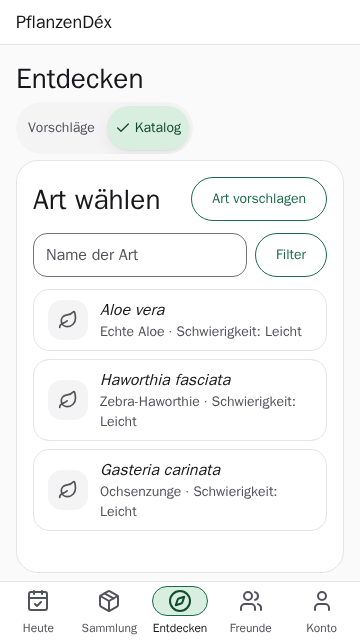 PflanzenDéx
Entdecken
Vorschläge
Katalog
Art wählen
Art vorschlagen
Name der Art
Filter
Aloe vera
Echte Aloe · Schwierigkeit: Leicht
Haworthia fasciata
Zebra-Haworthie · Schwierigkeit:
Leicht
Gasteria carinata
Ochsenzunge · Schwierigkeit:
Leicht
Heute
Sammlung
Entdecken
Freunde
Konto